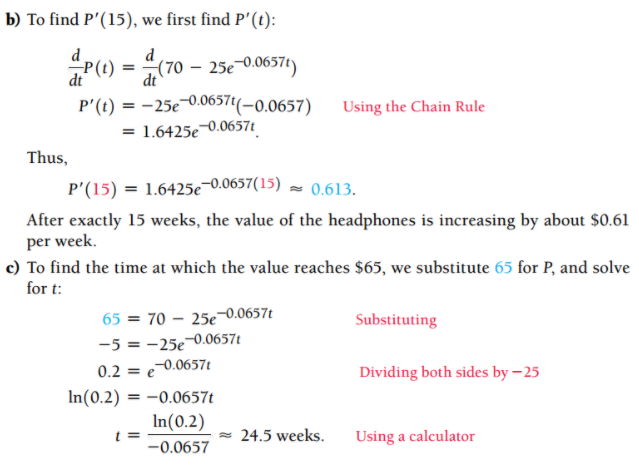 b) To find P′(15), we first find P′(t):
d/dt P(t) = d/dt (70 − 25e^−0.0657t)
P′(t) = −25e^−0.0657t(−0.0657) Using the Chain Rule
= 1.6425e^−0.0657t.
Thus,
P′(15) = 1.6425e^−0.0657(15) ≈ 0.613.
After exactly 15 weeks, the value of the headphones is increasing by about $0.61
per week.
c) To find the time at which the value reaches $65, we substitute 65 for P, and solve
for t:
65 = 70 − 25e^−0.0657t Substituting
−5 = −25e^−0.0657t
0.2 = e^−0.0657t Dividing both sides by −25
ln(0.2) = −0.0657t
t = ln(0.2)/−0.0657 ≈ 24.5 weeks. Using a calculator